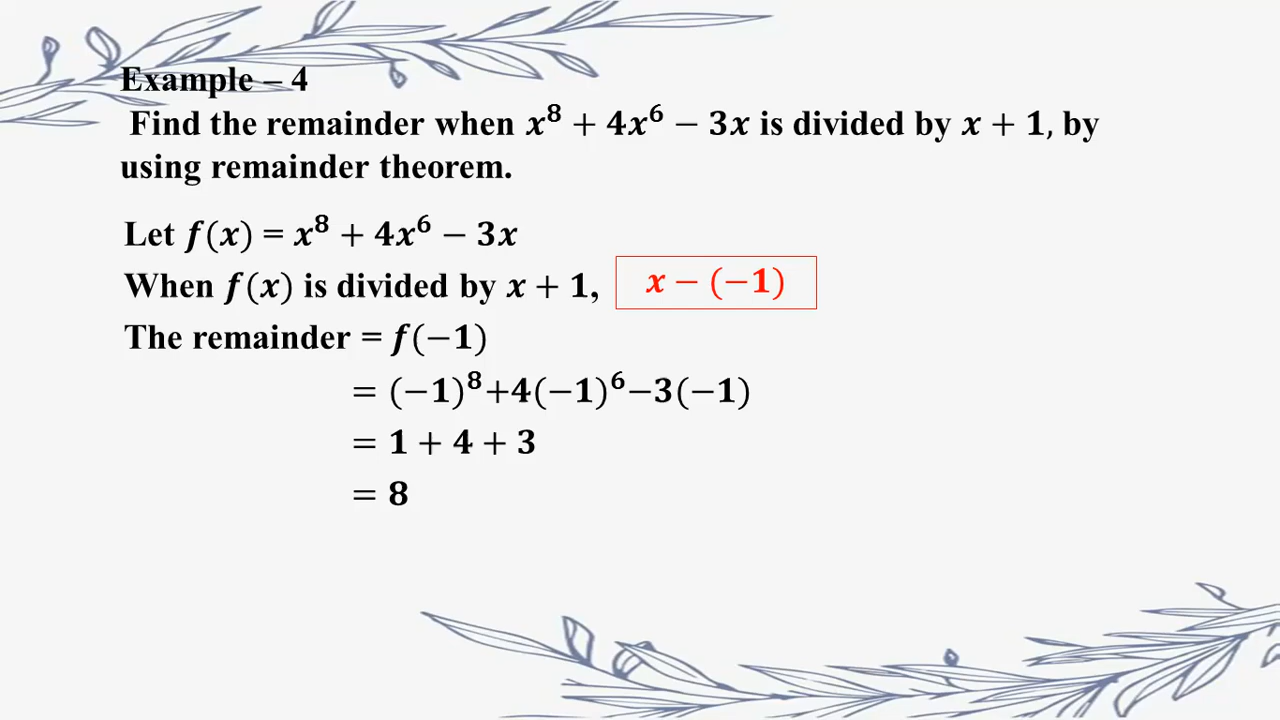 Example – 4
Find the remainder when x⁸ + 4x⁶ − 3x is divided by x + 1, by
using remainder theorem.
Let f(x) = x⁸ + 4x⁶ − 3x
When f(x) is divided by x + 1, x − (−1)
The remainder = f(−1)
= (−1)⁸+4(−1)⁶−3(−1)
= 1 + 4 + 3
= 8